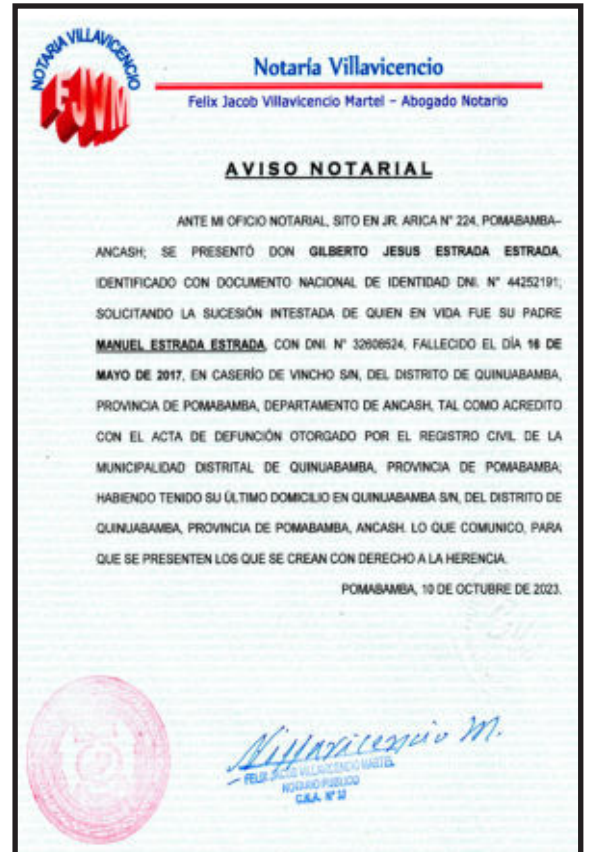 NOTARIA VILLAVICENCIO
FJVM
Notaría Villavicencio
Felix Jacob Villavicencio Martel – Abogado Notario
AVISO NOTARIAL
ANTE MI OFICIO NOTARIAL, SITO EN JR. ARICA N° 224, POMABAMBA–
ANCASH; SE PRESENTÓ DON GILBERTO JESUS ESTRADA ESTRADA,
IDENTIFICADO CON DOCUMENTO NACIONAL DE IDENTIDAD DNI. N° 44252191;
SOLICITANDO LA SUCESIÓN INTESTADA DE QUIEN EN VIDA FUE SU PADRE
MANUEL ESTRADA ESTRADA, CON DNI. N° 32608524, FALLECIDO EL DÍA 16 DE
MAYO DE 2017, EN CASERÍO DE VINCHO S/N, DEL DISTRITO DE QUINUABAMBA,
PROVINCIA DE POMABAMBA, DEPARTAMENTO DE ANCASH, TAL COMO ACREDITO
CON EL ACTA DE DEFUNCIÓN OTORGADO POR EL REGISTRO CIVIL DE LA
MUNICIPALIDAD DISTRITAL DE QUINUABAMBA, PROVINCIA DE POMABAMBA;
HABIENDO TENIDO SU ÚLTIMO DOMICILIO EN QUINUABAMBA S/N, DEL DISTRITO DE
QUINUABAMBA, PROVINCIA DE POMABAMBA, ANCASH. LO QUE COMUNICO, PARA
QUE SE PRESENTEN LOS QUE SE CREAN CON DERECHO A LA HERENCIA.
POMABAMBA, 10 DE OCTUBRE DE 2023.
Villavicencio M.
FELIX JACOB VILLAVICENCIO MARTEL
NOTARIO PUBLICO
C.N.A. N° 12